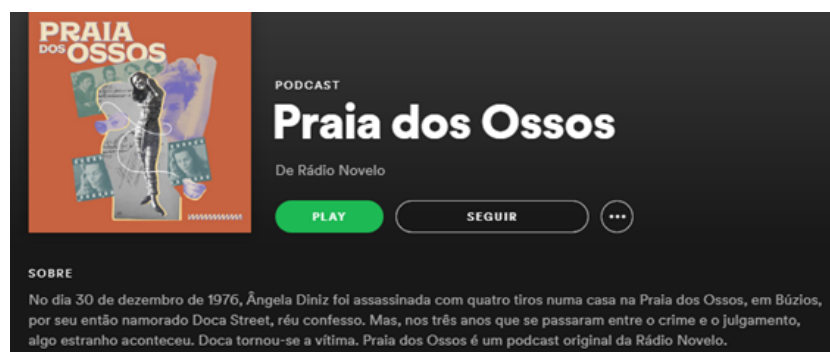 PRAIA
DOS OSSOS
PODCAST
Praia dos Ossos
De Rádio Novelo
PLAY
SEGUIR
SOBRE
No dia 30 de dezembro de 1976, Ângela Diniz foi assassinada com quatro tiros numa casa na Praia dos Ossos, em Búzios,
por seu então namorado Doca Street, réu confesso. Mas, nos três anos que se passaram entre o crime e o julgamento,
algo estranho aconteceu. Doca tornou-se a vítima. Praia dos Ossos é um podcast original da Rádio Novelo.